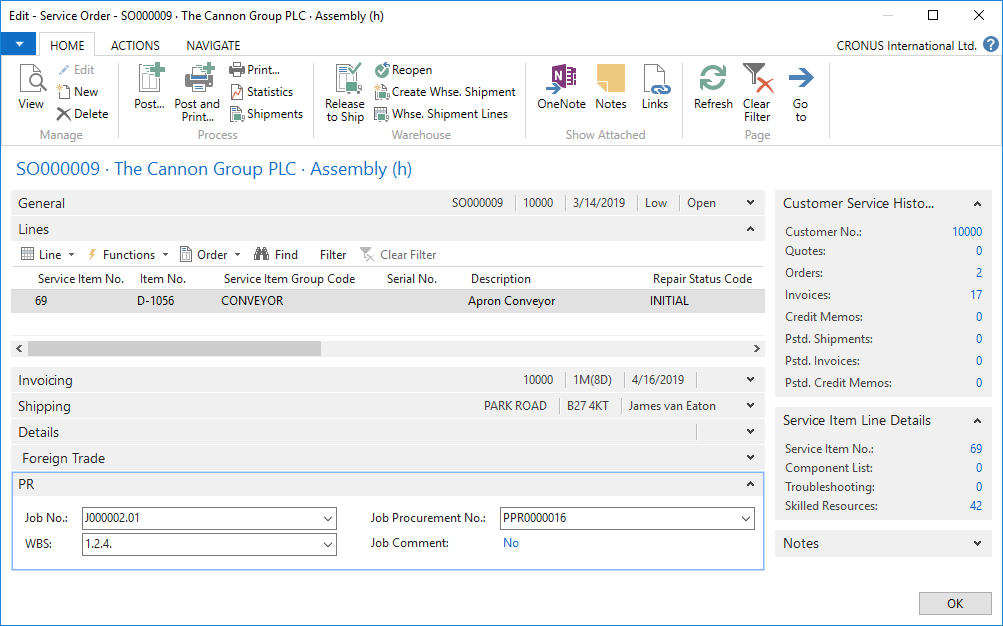 Edit - Service Order - SO000009 · The Cannon Group PLC · Assembly (h)
HOME ACTIONS NAVIGATE CRONUS International Ltd. ?
View Edit New Delete Manage
Post... Post and Print... Print... Statistics Shipments Process
Release to Ship Reopen Create Whse. Shipment Whse. Shipment Lines Warehouse
OneNote Notes Links Show Attached
Refresh Clear Filter Go to Page
SO000009 · The Cannon Group PLC · Assembly (h)
General SO000009 10000 3/14/2019 Low Open
Lines
Line Functions Order Find Filter Clear Filter
Service Item No. Item No. Service Item Group Code Serial No. Description Repair Status Code
69 D-1056 CONVEYOR Apron Conveyor INITIAL
Invoicing 10000 1M(8D) 4/16/2019
Shipping PARK ROAD B27 4KT James van Eaton
Details
Foreign Trade
PR
Job No.: J000002.01 Job Procurement No.: PPR0000016
WBS: 1.2.4. Job Comment: No
Customer Service Histo...
Customer No.: 10000
Quotes: 0
Orders: 2
Invoices: 17
Credit Memos: 0
Pstd. Shipments: 0
Pstd. Invoices: 0
Pstd. Credit Memos: 0
Service Item Line Details
Service Item No.: 69
Component List: 0
Troubleshooting: 0
Skilled Resources: 42
Notes
OK